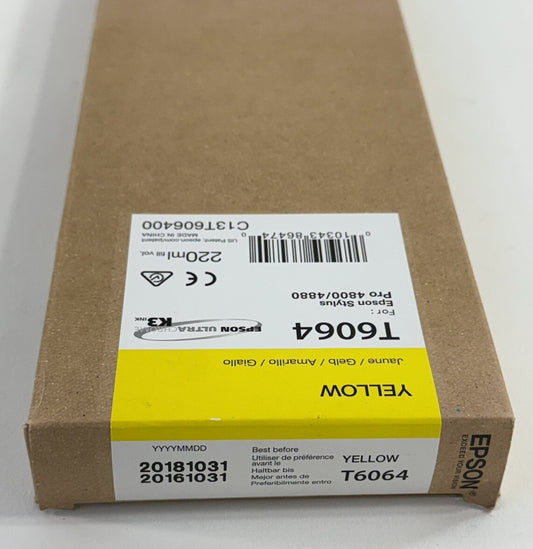 YELLOW
Jaune / Gelb / Amarillo / Giallo
T6064
For :
Epson Stylus
Pro 4800/4880
EPSON ULTRACHROME
K3 INK
0 10343 86474 0
220ml fill vol.
US Patent: epson.com/patent
MADE IN CHINA
C13T606400
CE
YYYYMMDD
20181031
20161031
Best before
Utiliser de préférence
avant le
Haltbar bis
Mejor antes de
Preferibilmente entro
YELLOW
T6064
EPSON®
EXCEED YOUR VISION